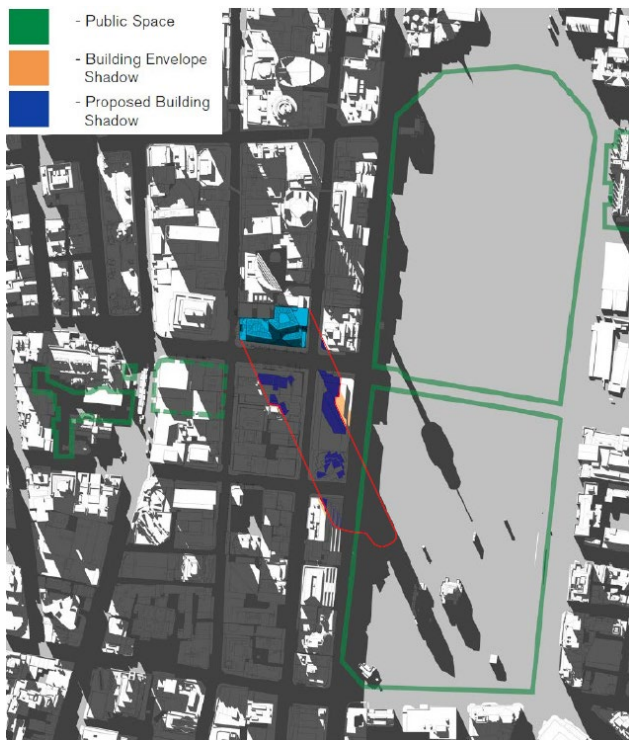 - Public Space
- Building Envelope
Shadow
- Proposed Building
Shadow